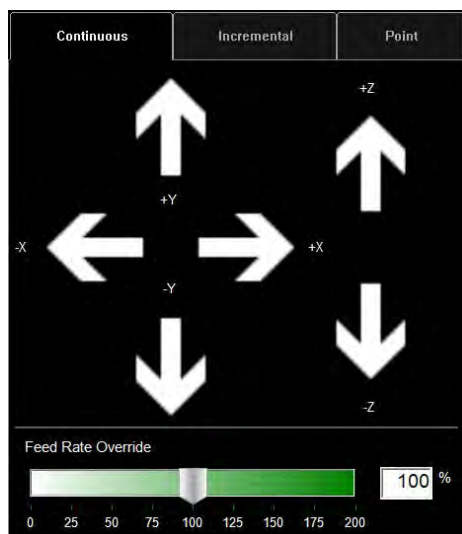 Continuous Incremental Point
+Z
+Y
-X +X
-Y
-Z
Feed Rate Override
100 %
0 25 50 75 100 125 150 175 200